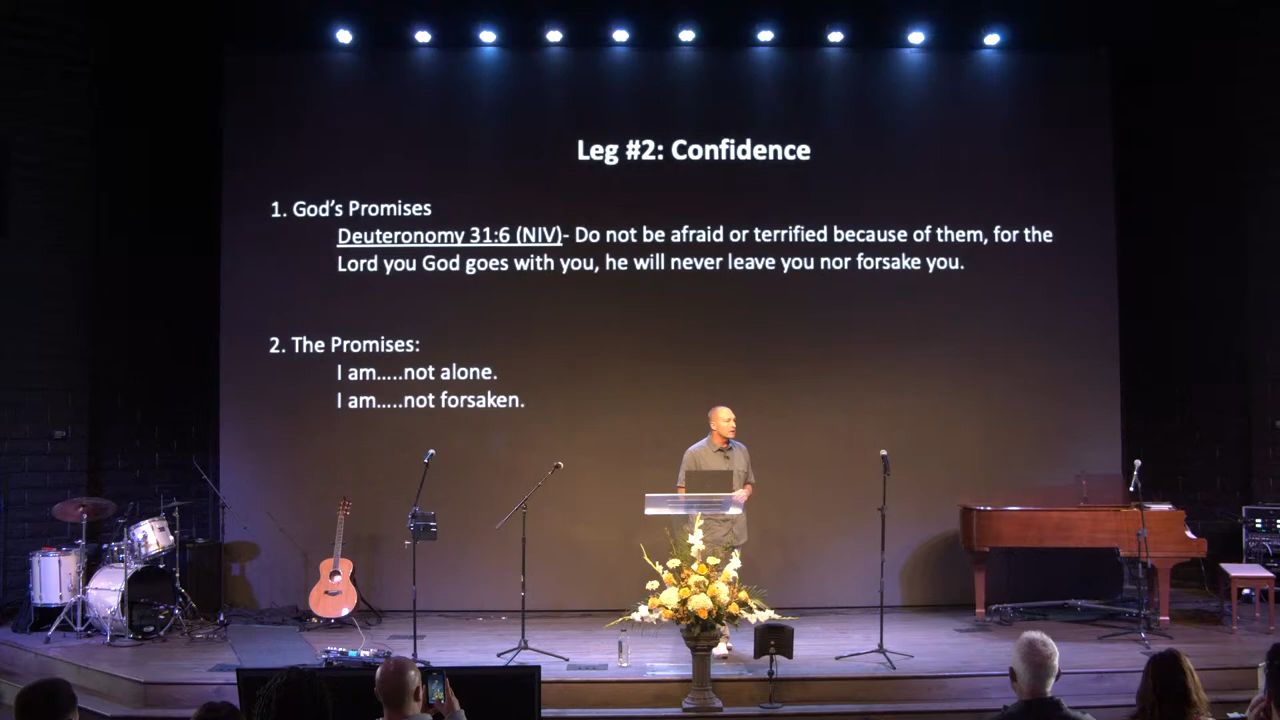 Leg #2: Confidence
1. God's Promises
Deuteronomy 31:6 (NIV)- Do not be afraid or terrified because of them, for the
Lord you God goes with you, he will never leave you nor forsake you.
2. The Promises:
I am.....not alone.
I am.....not forsaken.